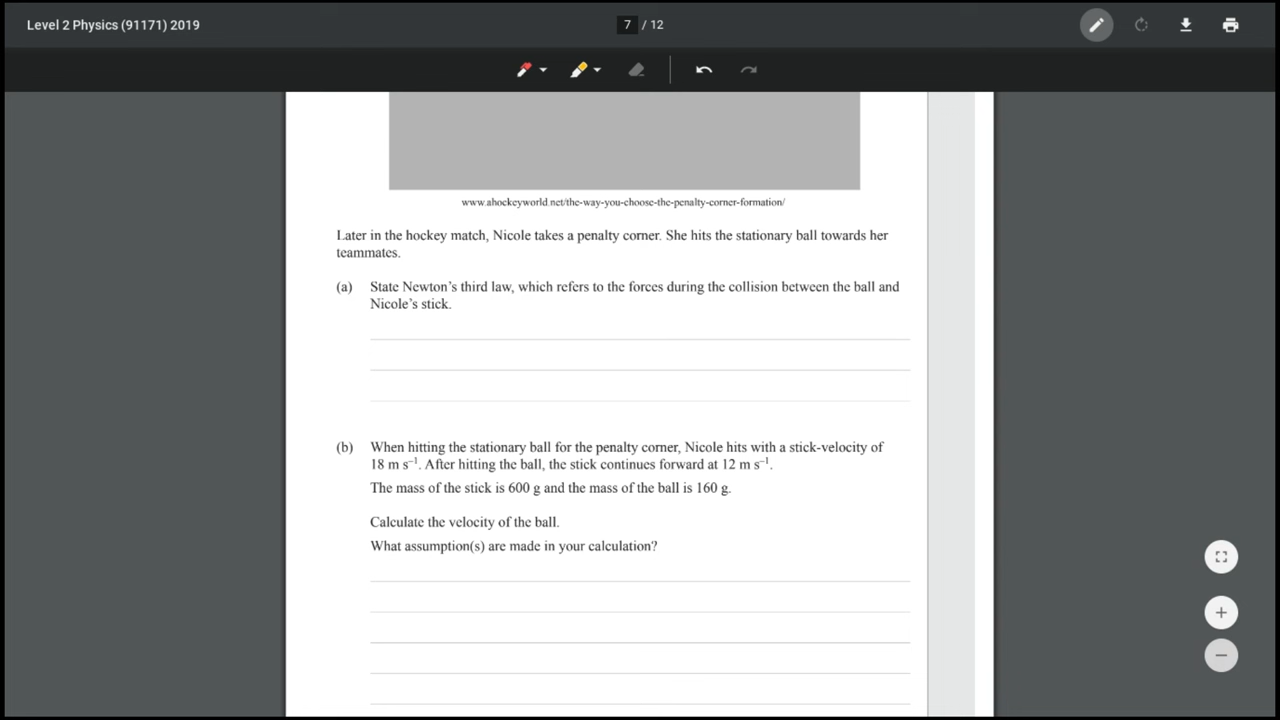 Level 2 Physics (91171) 2019
7 / 12
www.ahockeyworld.net/the-way-you-choose-the-penalty-corner-formation/
Later in the hockey match, Nicole takes a penalty corner. She hits the stationary ball towards her
teammates.
(a) State Newton's third law, which refers to the forces during the collision between the ball and
Nicole's stick.
(b) When hitting the stationary ball for the penalty corner, Nicole hits with a stick-velocity of
18 m s⁻¹. After hitting the ball, the stick continues forward at 12 m s⁻¹.
The mass of the stick is 600 g and the mass of the ball is 160 g.
Calculate the velocity of the ball.
What assumption(s) are made in your calculation?